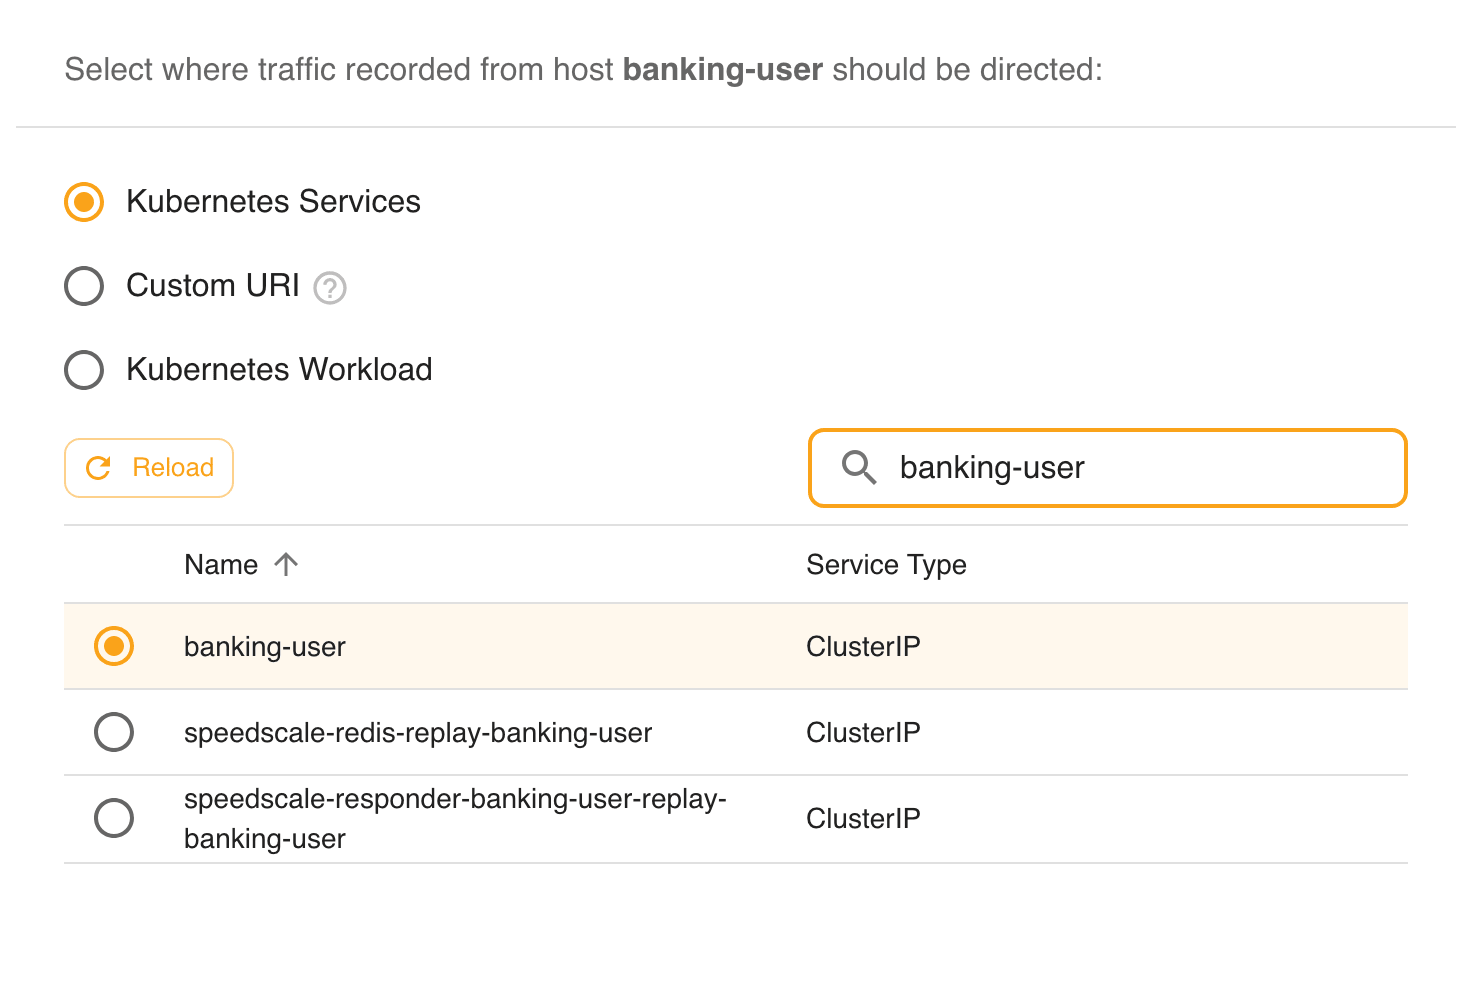 Select where traffic recorded from host banking-user should be directed:
Kubernetes Services
Custom URI ?
Kubernetes Workload
Reload
banking-user
Name Service Type
banking-user ClusterIP
speedscale-redis-replay-banking-user ClusterIP
speedscale-responder-banking-user-replay-
banking-user ClusterIP